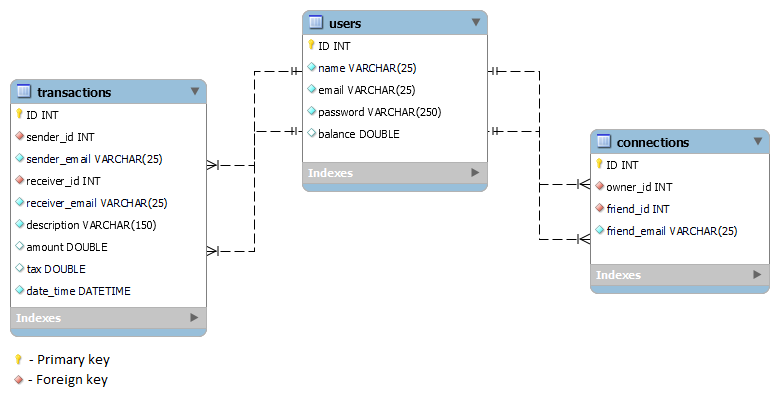 users
ID INT
name VARCHAR(25)
email VARCHAR(25)
password VARCHAR(250)
balance DOUBLE
Indexes
transactions
ID INT
sender_id INT
sender_email VARCHAR(25)
receiver_id INT
receiver_email VARCHAR(25)
description VARCHAR(150)
amount DOUBLE
tax DOUBLE
date_time DATETIME
Indexes
connections
ID INT
owner_id INT
friend_id INT
friend_email VARCHAR(25)
Indexes
- Primary key
- Foreign key